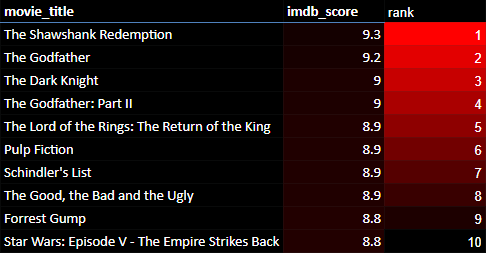 movie_title imdb_score rank
The Shawshank Redemption 9.3 1
The Godfather 9.2 2
The Dark Knight 9 3
The Godfather: Part II 9 4
The Lord of the Rings: The Return of the King 8.9 5
Pulp Fiction 8.9 6
Schindler's List 8.9 7
The Good, the Bad and the Ugly 8.9 8
Forrest Gump 8.8 9
Star Wars: Episode V - The Empire Strikes Back 8.8 10